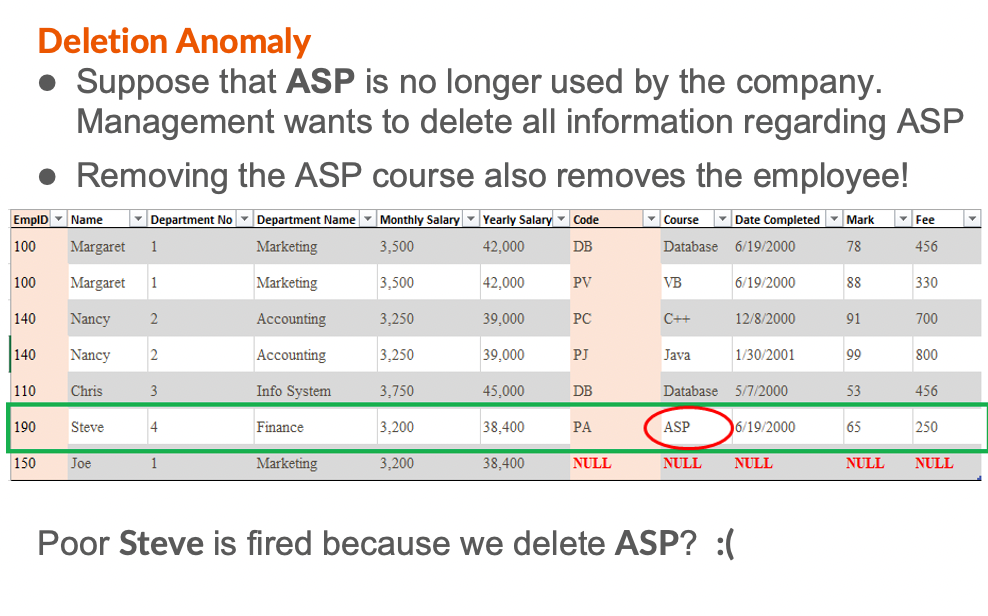 Deletion Anomaly
● Suppose that ASP is no longer used by the company.
Management wants to delete all information regarding ASP
● Removing the ASP course also removes the employee!
EmpID Name Department No Department Name Monthly Salary Yearly Salary Code Course Date Completed Mark Fee
100 Margaret 1 Marketing 3,500 42,000 DB Database 6/19/2000 78 456
100 Margaret 1 Marketing 3,500 42,000 PV VB 6/19/2000 88 330
140 Nancy 2 Accounting 3,250 39,000 PC C++ 12/8/2000 91 700
140 Nancy 2 Accounting 3,250 39,000 PJ Java 1/30/2001 99 800
110 Chris 3 Info System 3,750 45,000 DB Database 5/7/2000 53 456
190 Steve 4 Finance 3,200 38,400 PA ASP 6/19/2000 65 250
150 Joe 1 Marketing 3,200 38,400 NULL NULL NULL NULL NULL
Poor Steve is fired because we delete ASP? :(